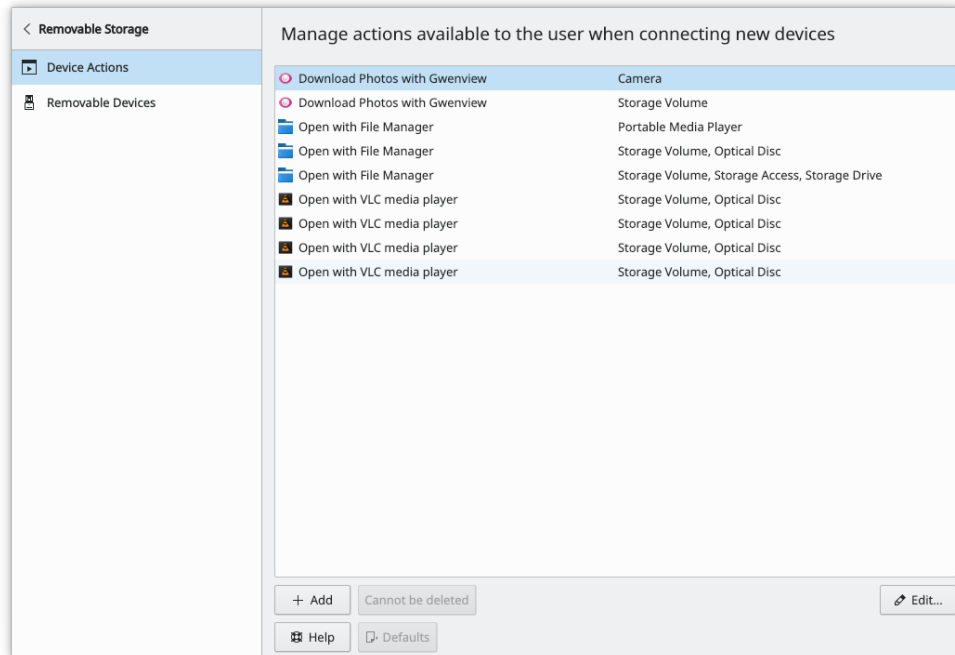 Removable Storage
Device Actions
Removable Devices
Manage actions available to the user when connecting new devices
Download Photos with Gwenview Camera
Download Photos with Gwenview Storage Volume
Open with File Manager Portable Media Player
Open with File Manager Storage Volume, Optical Disc
Open with File Manager Storage Volume, Storage Access, Storage Drive
Open with VLC media player Storage Volume, Optical Disc
Open with VLC media player Storage Volume, Optical Disc
Open with VLC media player Storage Volume, Optical Disc
Open with VLC media player Storage Volume, Optical Disc
Add Cannot be deleted Edit...
Help Defaults